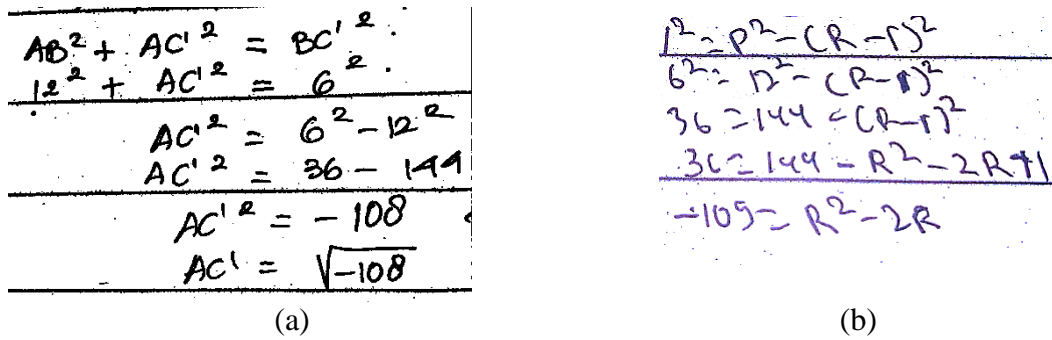 AB² + AC'² = BC'² .
12² + AC'² = 6² .
AC'² = 6² - 12²
AC'² = 36 - 144
AC'² = - 108
AC' = √-108
(a)
l² = p² - (R - r)²
6² = 12² - (R - 1)²
36 = 144 - (R - 1)²
36 = 144 - R² - 2R + 1
-109 = R² - 2R
(b)